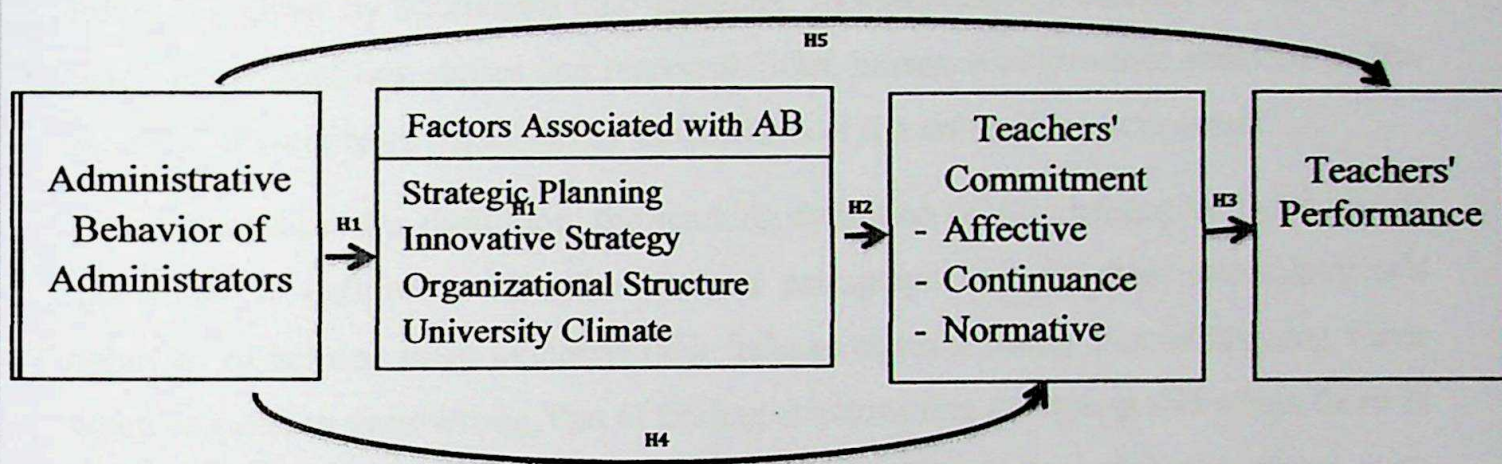 H5
Administrative
Behavior of
Administrators
H1
Factors Associated with AB
Strategic Planning
H1
Innovative Strategy
Organizational Structure
University Climate
H2
Teachers'
Commitment
- Affective
- Continuance
- Normative
H3
Teachers'
Performance
H4